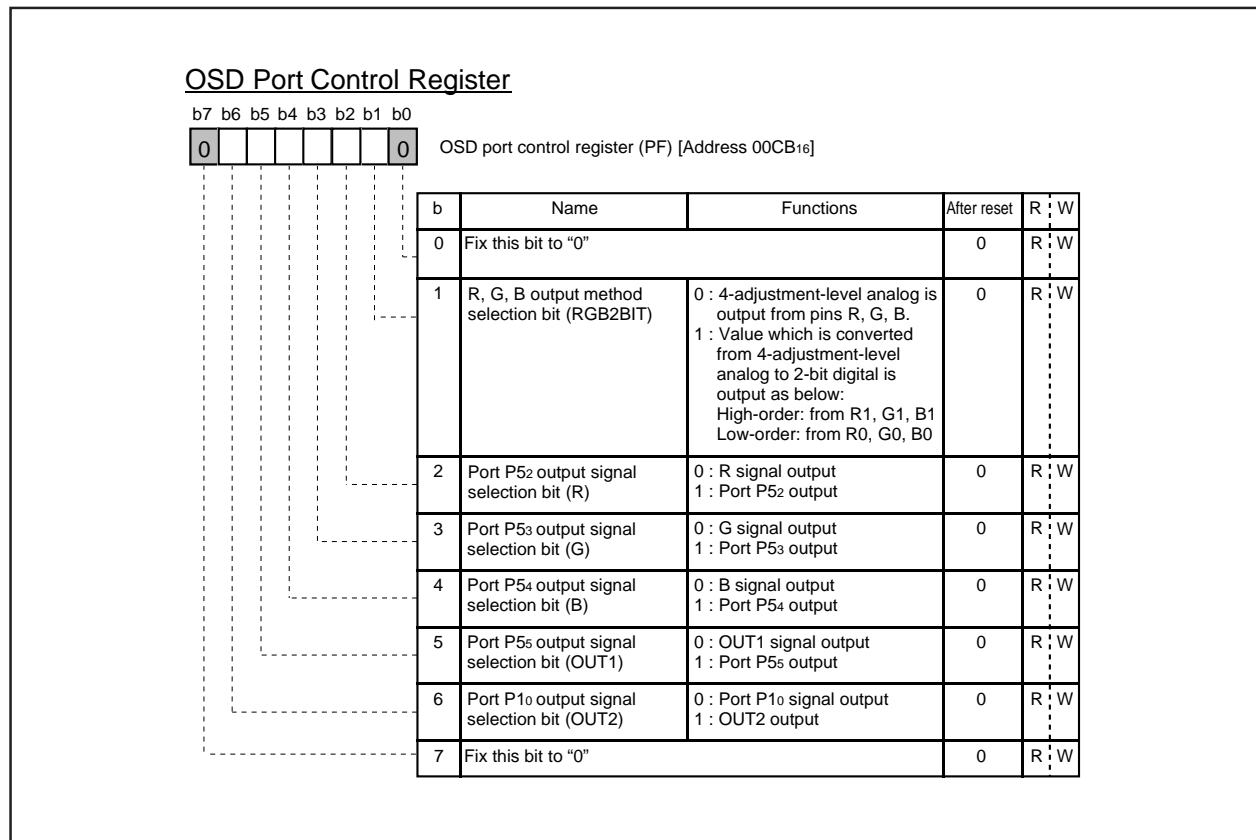 OSD Port Control Register
b7 b6 b5 b4 b3 b2 b1 b0
0 0
OSD port control register (PF) [Address 00CB16]
b Name Functions After reset R W
0 Fix this bit to “0” 0 R W
1 R, G, B output method 0 : 4-adjustment-level analog is 0 R W
selection bit (RGB2BIT) output from pins R, G, B.
1 : Value which is converted
from 4-adjustment-level
analog to 2-bit digital is
output as below:
High-order: from R1, G1, B1
Low-order: from R0, G0, B0
2 Port P52 output signal 0 : R signal output 0 R W
selection bit (R) 1 : Port P52 output
3 Port P53 output signal 0 : G signal output 0 R W
selection bit (G) 1 : Port P53 output
4 Port P54 output signal 0 : B signal output 0 R W
selection bit (B) 1 : Port P54 output
5 Port P55 output signal 0 : OUT1 signal output 0 R W
selection bit (OUT1) 1 : Port P55 output
6 Port P10 output signal 0 : Port P10 signal output 0 R W
selection bit (OUT2) 1 : OUT2 output
7 Fix this bit to “0” 0 R W